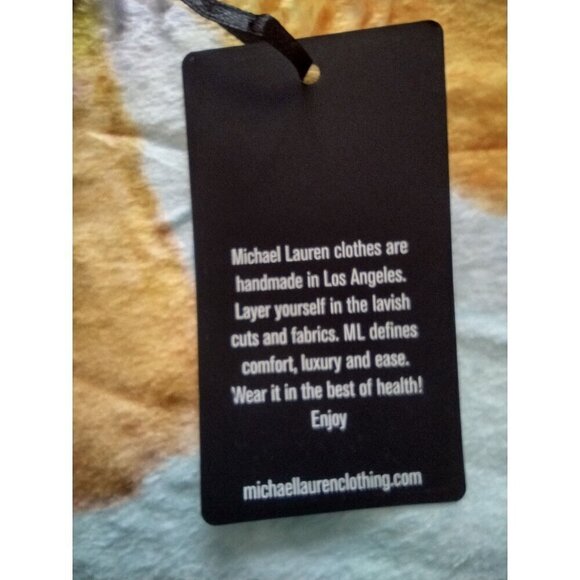 Michael Lauren clothes are
handmade in Los Angeles.
Layer yourself in the lavish
cuts and fabrics. ML defines
comfort, luxury and ease.
Wear it in the best of health!
Enjoy
michaellaurenclothing.com